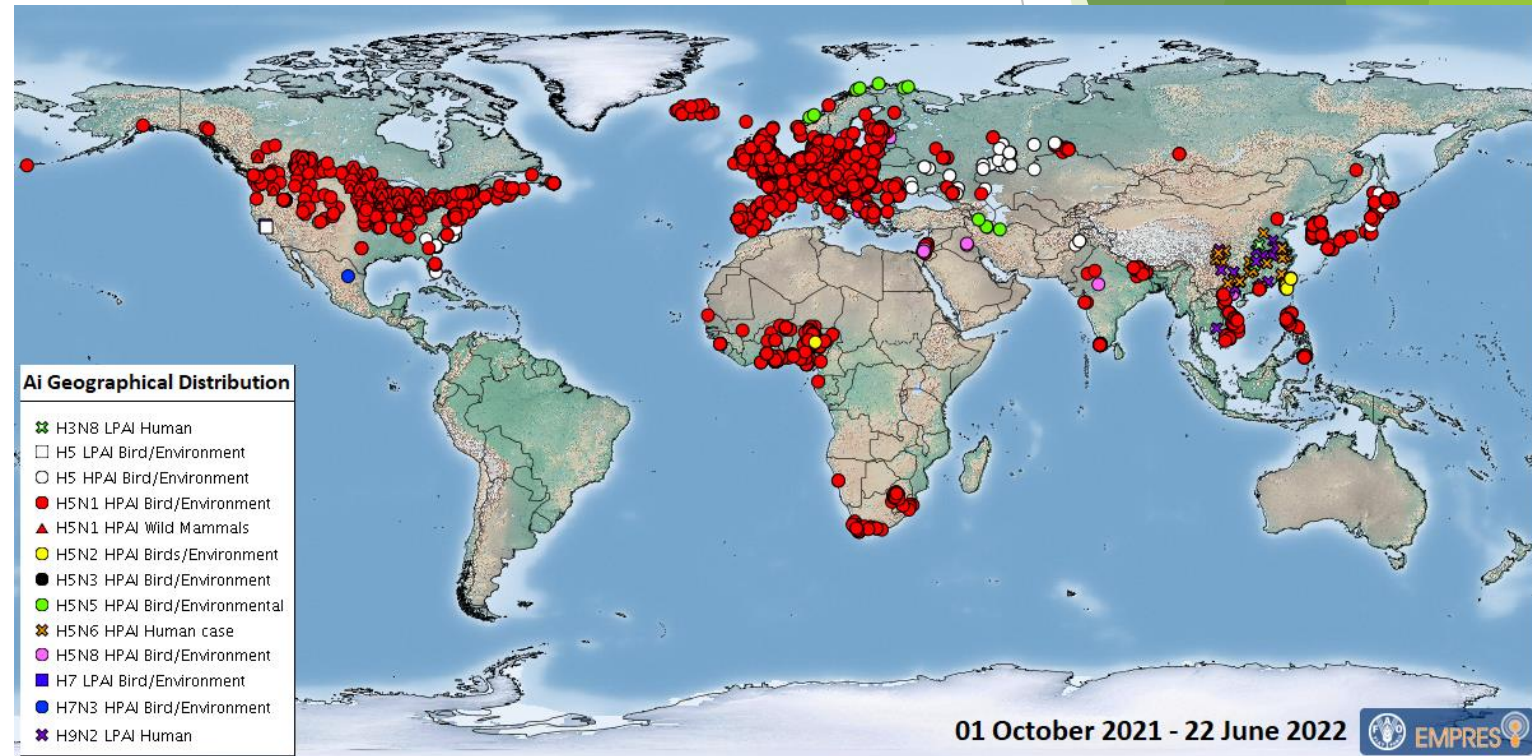 Ai Geographical Distribution
H3N8 LPAI Human
H5 LPAI Bird/Environment
H5 HPAI Bird/Environment
H5N1 HPAI Bird/Environment
H5N1 HPAI Wild Mammals
H5N2 HPAI Birds/Environment
H5N3 HPAI Bird/Environment
H5N5 HPAI Bird/Environmental
H5N6 HPAI Human case
H5N8 HPAI Bird/Environment
H7 LPAI Bird/Environment
H7N3 HPAI Bird/Environment
H9N2 LPAI Human
01 October 2021 - 22 June 2022
FAO
EMPRES